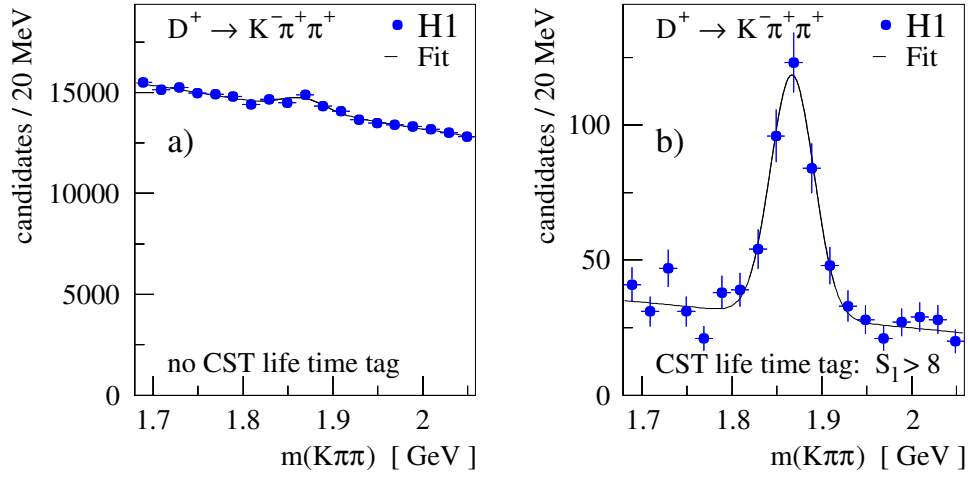 D⁺ → K⁻π⁺π⁺
H1
Fit
a)
candidates / 20 MeV
15000
10000
5000
0
no CST life time tag
1.7 1.8 1.9 2
m(Kππ) [ GeV ]
D⁺ → K⁻π⁺π⁺
H1
Fit
b)
candidates / 20 MeV
100
50
0
CST life time tag: S_l > 8
1.7 1.8 1.9 2
m(Kππ) [ GeV ]